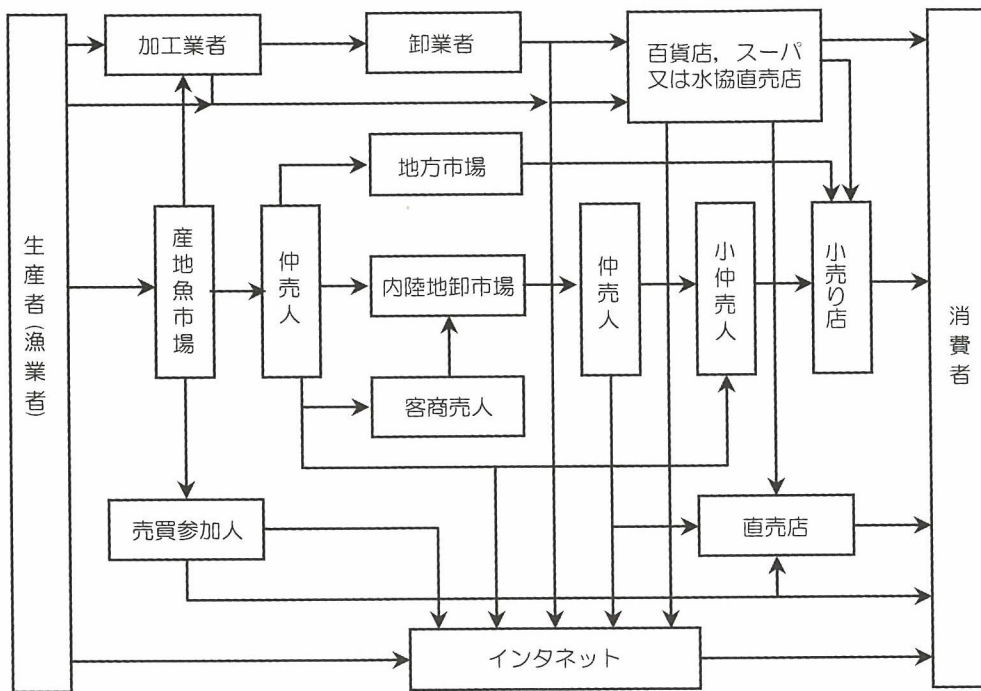 加工業者
卸業者
百貨店，スーパ
又は水協直売店
地方市場
生産者(漁業者)
産地魚市場
仲売人
内陸地卸市場
仲売人
小仲売人
小売り店
消費者
客商売人
売買参加人
直売店
インタネット